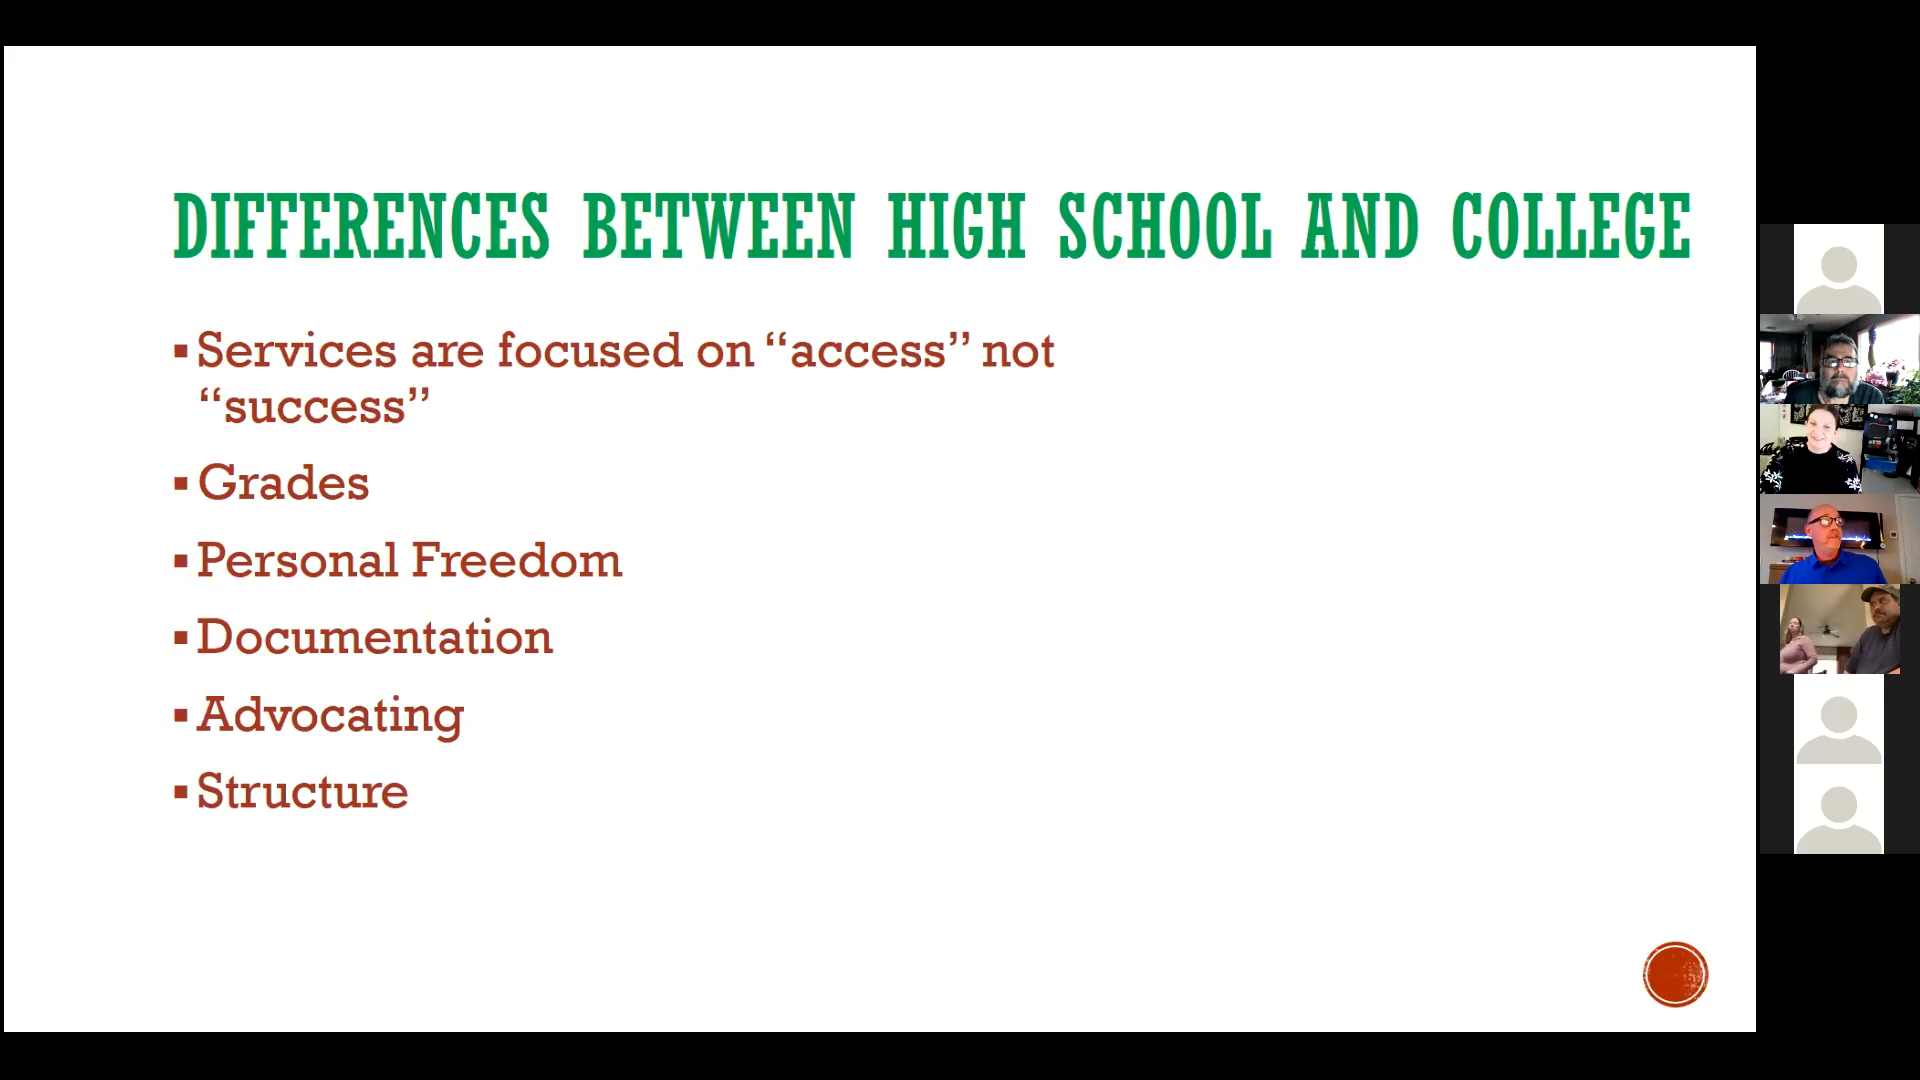 DIFFERENCES BETWEEN HIGH SCHOOL AND COLLEGE
▪ Services are focused on “access” not
“success”
▪ Grades
▪ Personal Freedom
▪ Documentation
▪ Advocating
▪ Structure